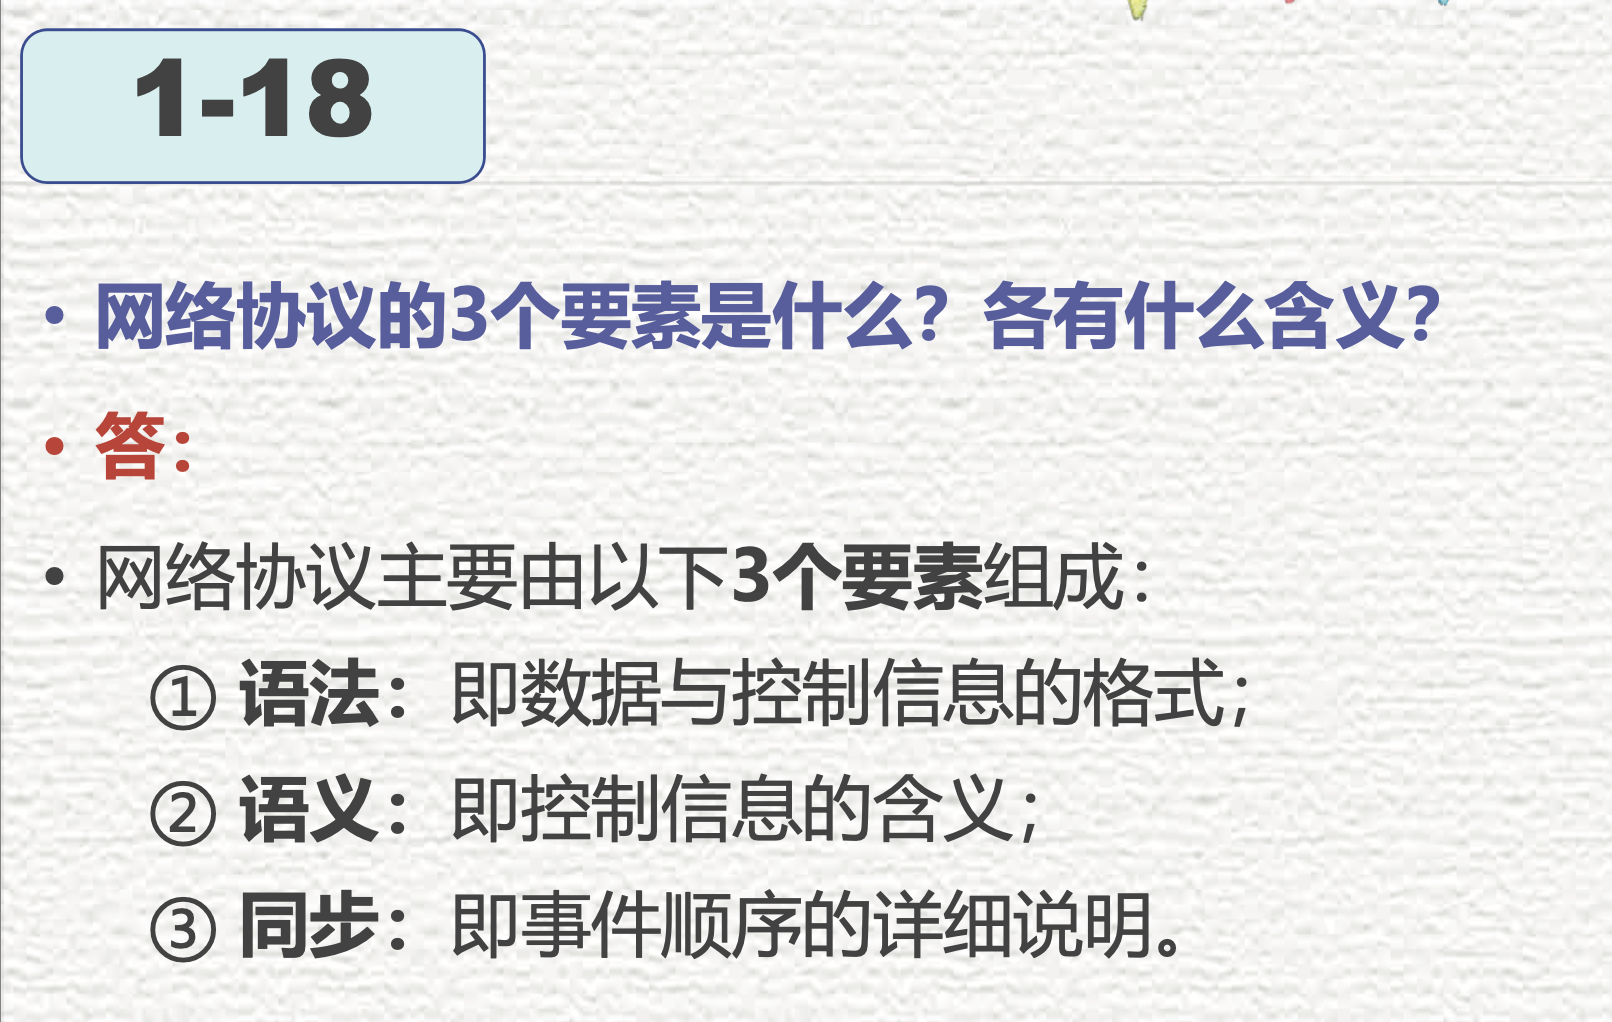 1-18
• 网络协议的3个要素是什么？各有什么含义？
• 答：
• 网络协议主要由以下3个要素组成：
① 语法：即数据与控制信息的格式；
② 语义：即控制信息的含义；
③ 同步：即事件顺序的详细说明。